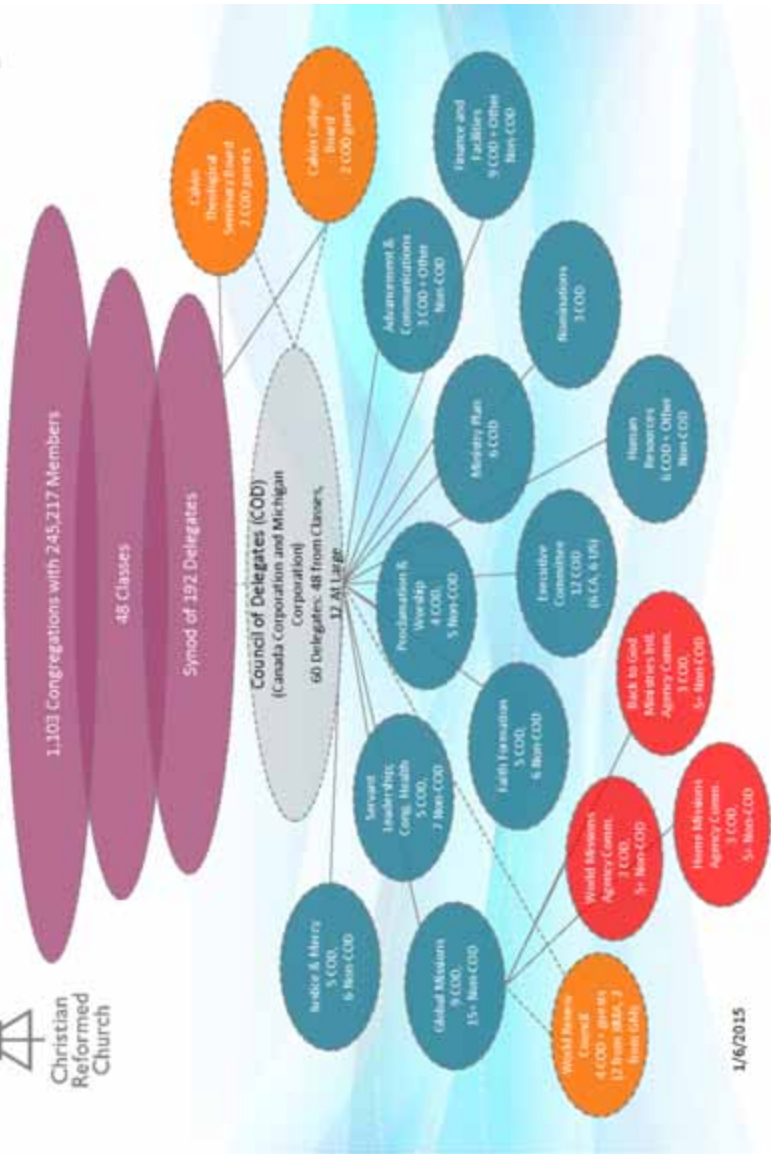 Christian
Reformed
Church
1,103 Congregations with 245,217 Members
48 Classes
Synod of 192 Delegates
Council of Delegates (COD)
(Canada Corporation and Michigan
Corporation)
60 Delegates: 48 from Classes,
12 At Large
Calvin
Theological
Seminary Board
2 COD guests
Calvin College
Board
2 COD guests
Justice & Mercy
5 COD,
6 Non-COD
Servant
Leadership;
Cong. Health
5 COD,
7 Non-COD
Proclamation &
Worship
4 COD,
5 Non-COD
Advancement &
Communications
3 COD + Other
Non-COD
Global Missions
9 COD,
15+ Non-COD
Faith Formation
5 COD,
6 Non-COD
Ministry Plan
6 COD
Finance and
Facilities
9 COD + Other
Non-COD
Executive
Committee
12 COD
(6 CA, 6 US)
Nominations
3 COD
Human
Resources
6 COD + Other
Non-COD
World Renew
Council
4 COD + guests
(2 from J&M, 2
from GM)
World Missions
Agency Comm.
COD,
5+ Non-COD
Back to God
Ministries Intl.
Agency Comm.
3 COD,
5+ Non-COD
Home Missions
Agency Comm.
3 COD,
5+ Non-COD
1/6/2015